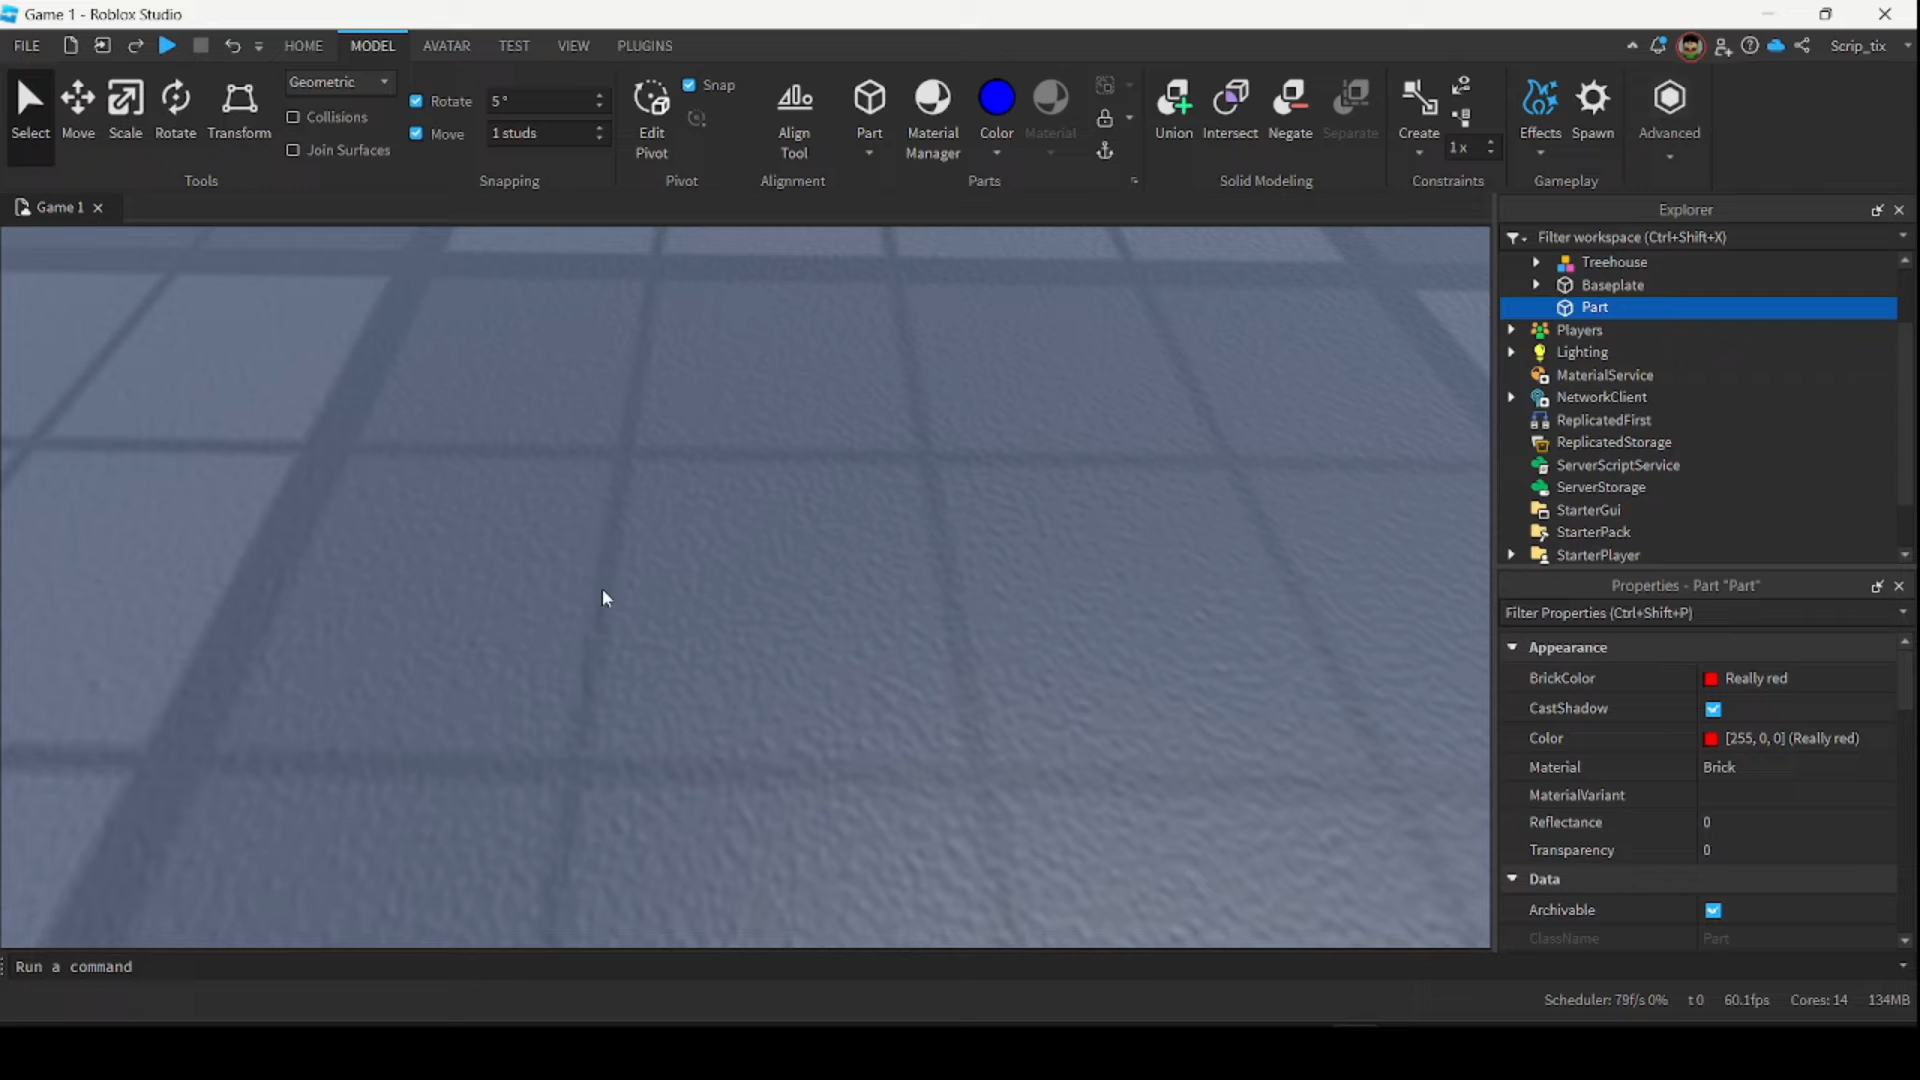 Game 1 - Roblox Studio
FILE HOME MODEL AVATAR TEST VIEW PLUGINS Scrip_tix
Select Move Scale Rotate Transform
Geometric
Collisions
Join Surfaces
Tools
Rotate 5 °
Move 1 studs
Snapping
Edit Pivot
Snap
Pivot
Align Tool
Alignment
Part
Material Manager
Color
Material
Parts
Union Intersect Negate Separate
Solid Modeling
Create
1 x
Constraints
Effects Spawn
Gameplay
Advanced
Game 1
Explorer
Filter workspace (Ctrl+Shift+X)
Treehouse
Baseplate
Part
Players
Lighting
MaterialService
NetworkClient
ReplicatedFirst
ReplicatedStorage
ServerScriptService
ServerStorage
StarterGui
StarterPack
StarterPlayer
Properties - Part "Part"
Filter Properties (Ctrl+Shift+P)
Appearance
BrickColor Really red
CastShadow
Color [255, 0, 0] (Really red)
Material Brick
MaterialVariant
Reflectance 0
Transparency 0
Data
Archivable
ClassName Part
Run a command
Scheduler: 79f/s 0% t 0 60.1fps Cores: 14 134MB